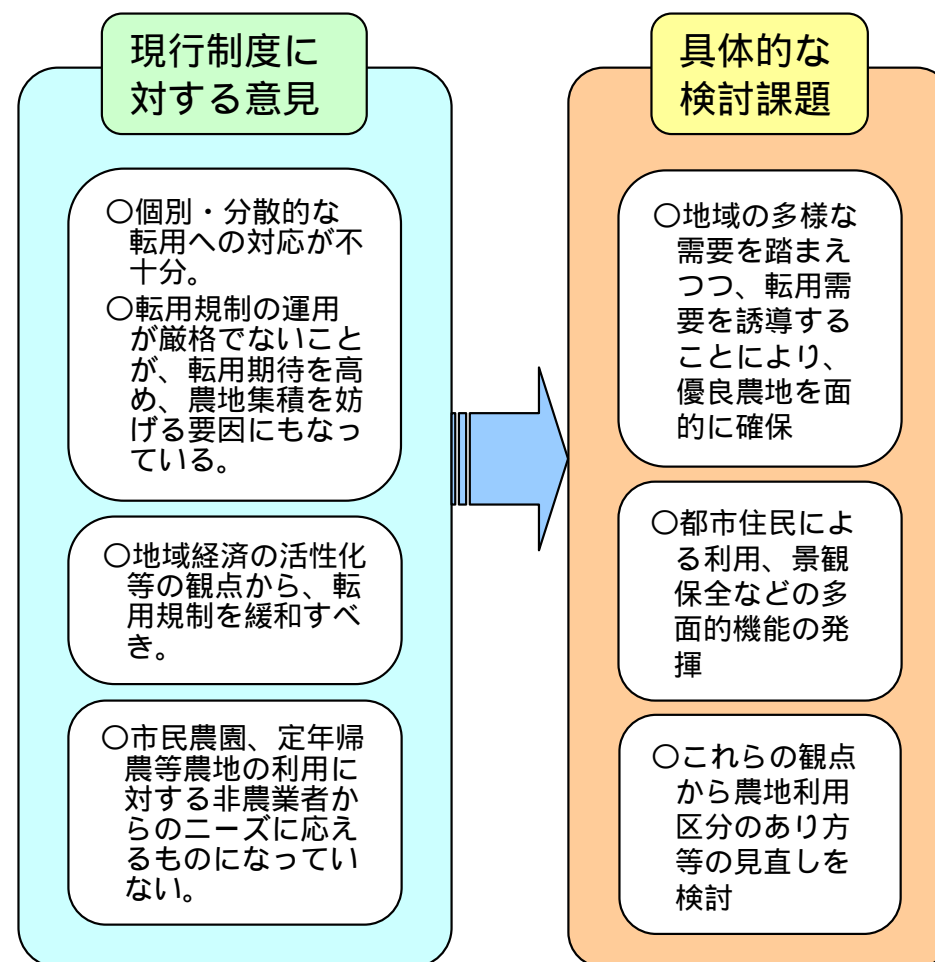 現行制度に
対する意見
〇個別・分散的な
転用への対応が不
十分。
〇転用規制の運用
が厳格でないこと
が、転用期待を高
め、農地集積を妨
げる要因にもなっ
ている。
〇地域経済の活性化
等の観点から、転
用規制を緩和すべ
き。
〇市民農園、定年帰
農等農地の利用に
対する非農業者か
らのニーズに応え
るものになってい
ない。
具体的な
検討課題
〇地域の多様な
需要を踏まえ
つつ、転用需
要を誘導する
ことにより、
優良農地を面
的に確保
〇都市住民によ
る利用、景観
保全などの多
面的機能の発
揮
〇これらの観点
から農地利用
区分のあり方
等の見直しを
検討